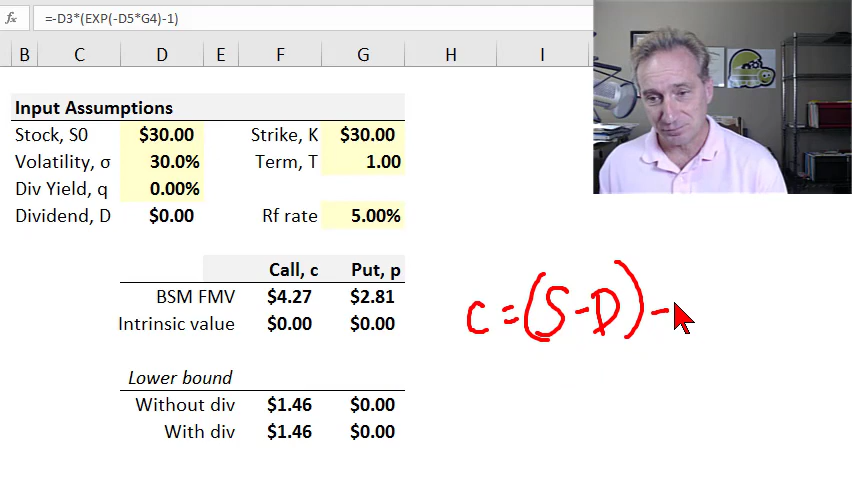 fx =-D3*(EXP(-D5*G4)-1)
B C D E F G H I
Input Assumptions
Stock, S0 $30.00 Strike, K $30.00
Volatility, σ 30.0% Term, T 1.00
Div Yield, q 0.00%
Dividend, D $0.00 Rf rate 5.00%
Call, c Put, p
BSM FMV $4.27 $2.81
Intrinsic value $0.00 $0.00
c = (S - D) -
Lower bound
Without div $1.46 $0.00
With div $1.46 $0.00